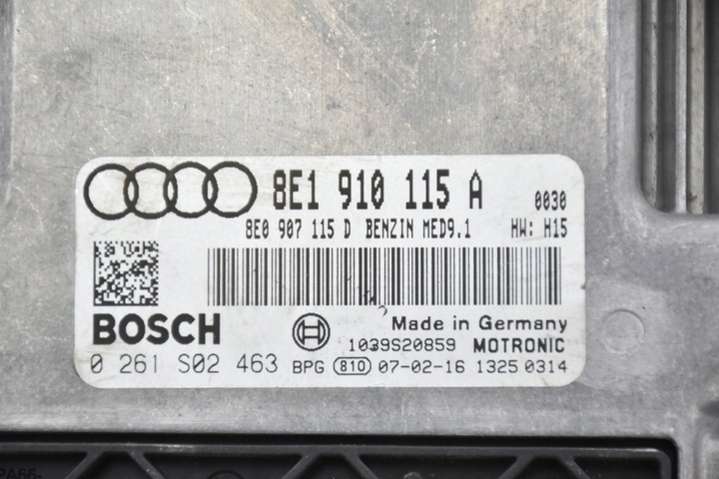 8E1 910 115 A 0030
8E0 907 115 D BENZIN MED9.1 HW: H15
BOSCH
Made in Germany
1039S20859 MOTRONIC
0 261 S02 463 BPG 810 07-02-16 1325 0314